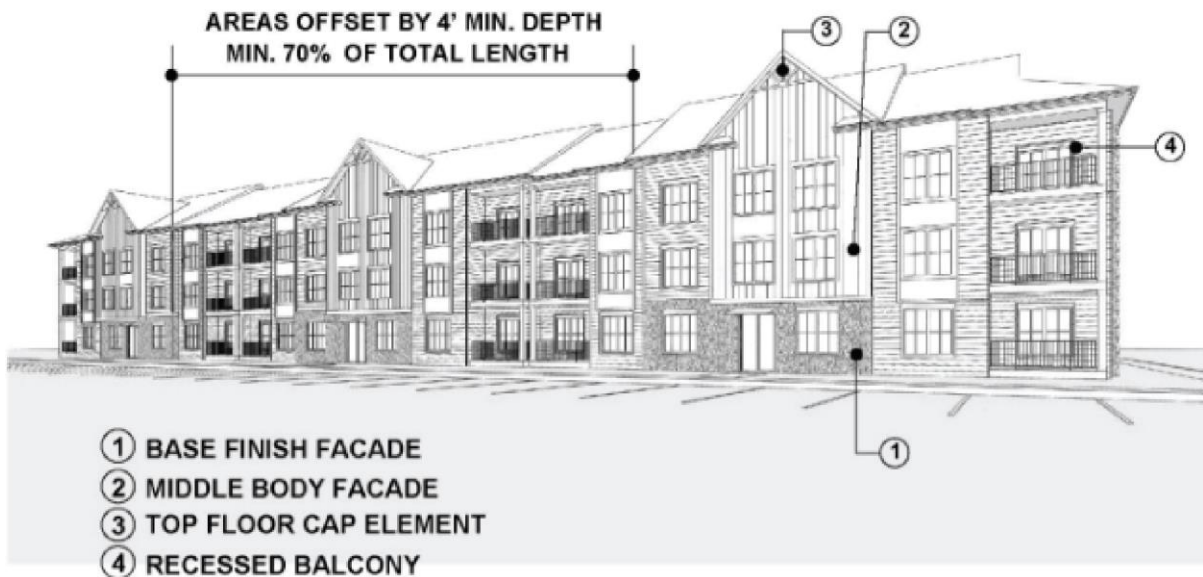 AREAS OFFSET BY 4' MIN. DEPTH
MIN. 70% OF TOTAL LENGTH
3
2
4
1
1 BASE FINISH FACADE
2 MIDDLE BODY FACADE
3 TOP FLOOR CAP ELEMENT
4 RECESSED BALCONY